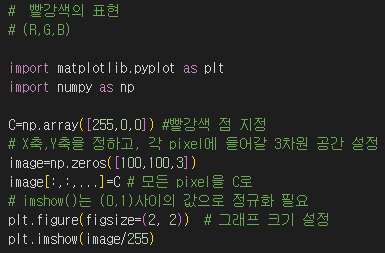 # 빨강색의 표현
# (R,G,B)
import matplotlib.pyplot as plt
import numpy as np
C=np.array([255,0,0]) #빨강색 점 지정
# X축,Y축을 정하고, 각 pixel에 들어갈 3차원 공간 설정
image=np.zeros([100,100,3])
image[:,:,...]=C # 모든 pixel을 C로
# imshow()는 (0,1)사이의 값으로 정규화 필요
plt.figure(figsize=(2, 2)) # 그래프 크기 설정
plt.imshow(image/255)